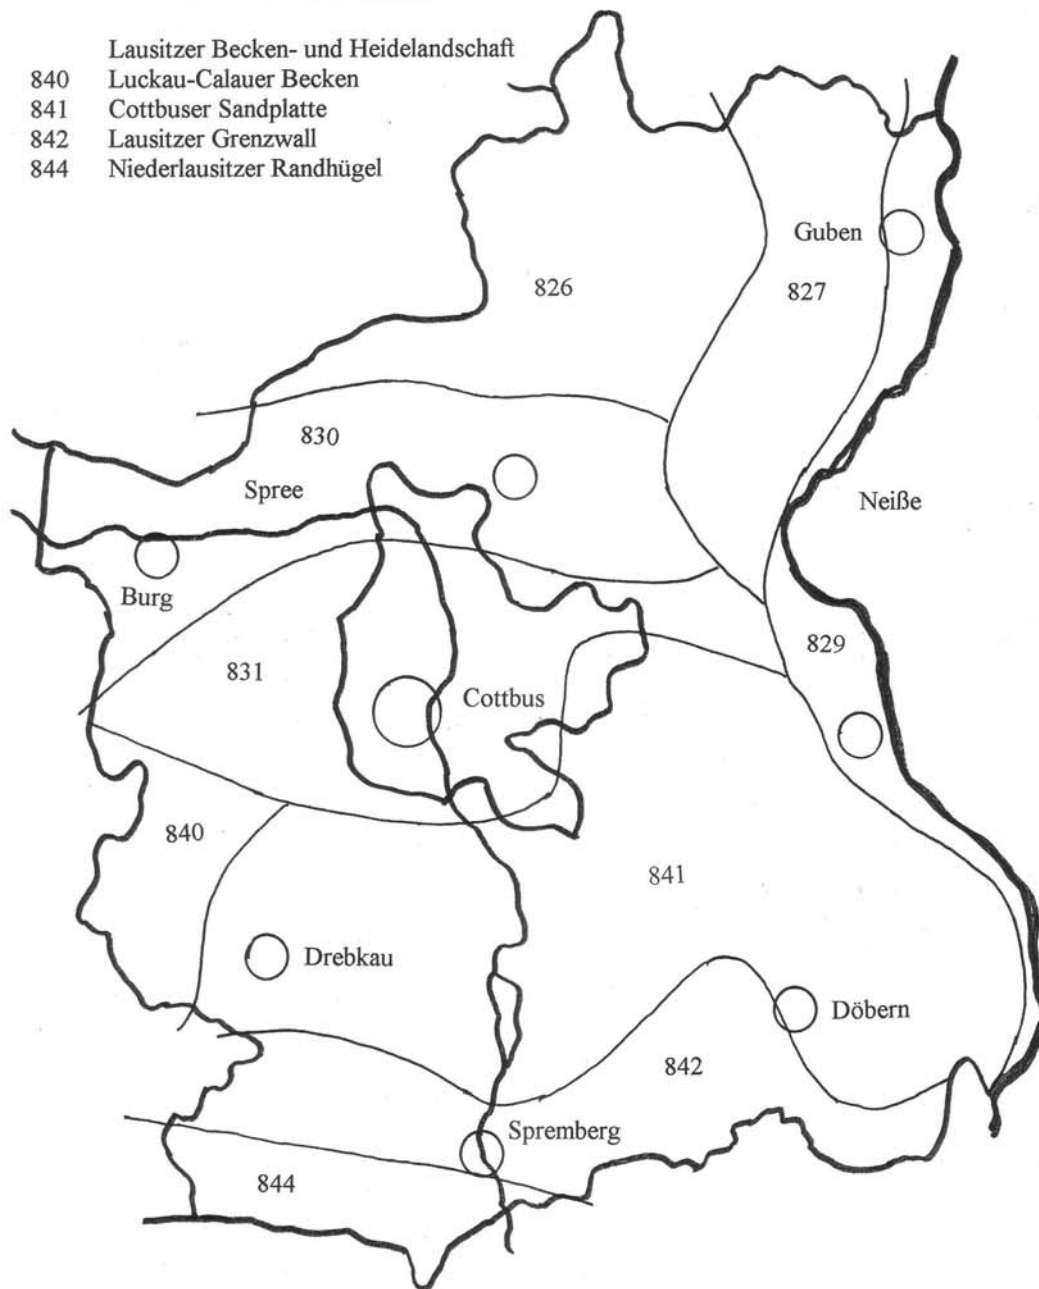 Lausitzer Becken- und Heidelandschaft
840 Luckau-Calauer Becken
841 Cottbuser Sandplatte
842 Lausitzer Grenzwall
844 Niederlausitzer Randhügel
Guben
826
827
830
Spree
Neiße
Burg
829
831
Cottbus
840
841
Drebkau
Döbern
842
Spremberg
844